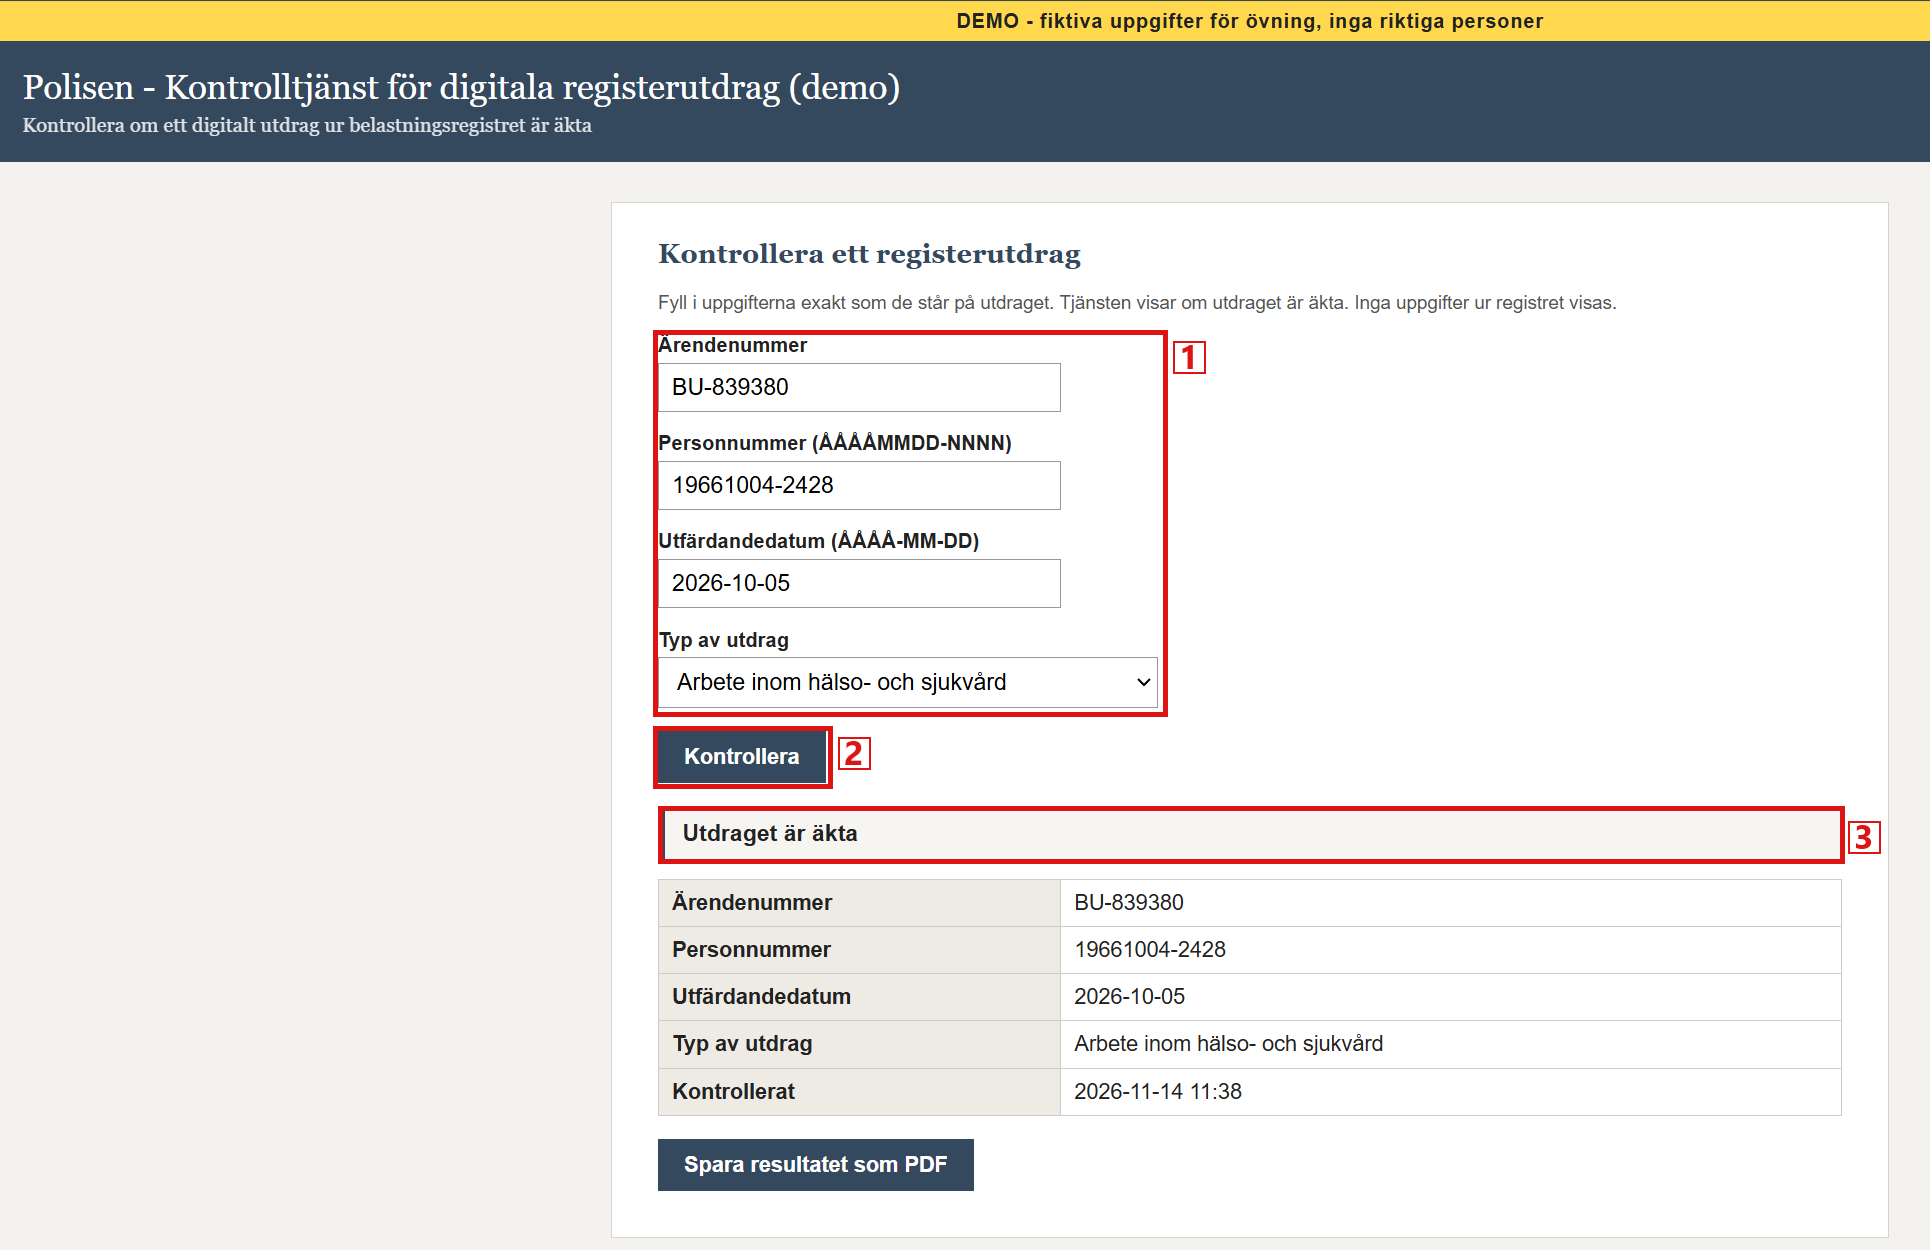 DEMO - fiktiva uppgifter för övning, inga riktiga personer
Polisen - Kontrolltjänst för digitala registerutdrag (demo)
Kontrollera om ett digitalt utdrag ur belastningsregistret är äkta
Kontrollera ett registerutdrag
Fyll i uppgifterna exakt som de står på utdraget. Tjänsten visar om utdraget är äkta. Inga uppgifter ur registret visas.
Ärendenummer
1
BU-839380
Personnummer (ÅÅÅÅMMDD-NNNN)
19661004-2428
Utfärdandedatum (ÅÅÅÅ-MM-DD)
2026-10-05
Typ av utdrag
Arbete inom hälso- och sjukvård
Kontrollera 2
Utdraget är äkta 3
Ärendenummer BU-839380
Personnummer 19661004-2428
Utfärdandedatum 2026-10-05
Typ av utdrag Arbete inom hälso- och sjukvård
Kontrollerat 2026-11-14 11:38
Spara resultatet som PDF